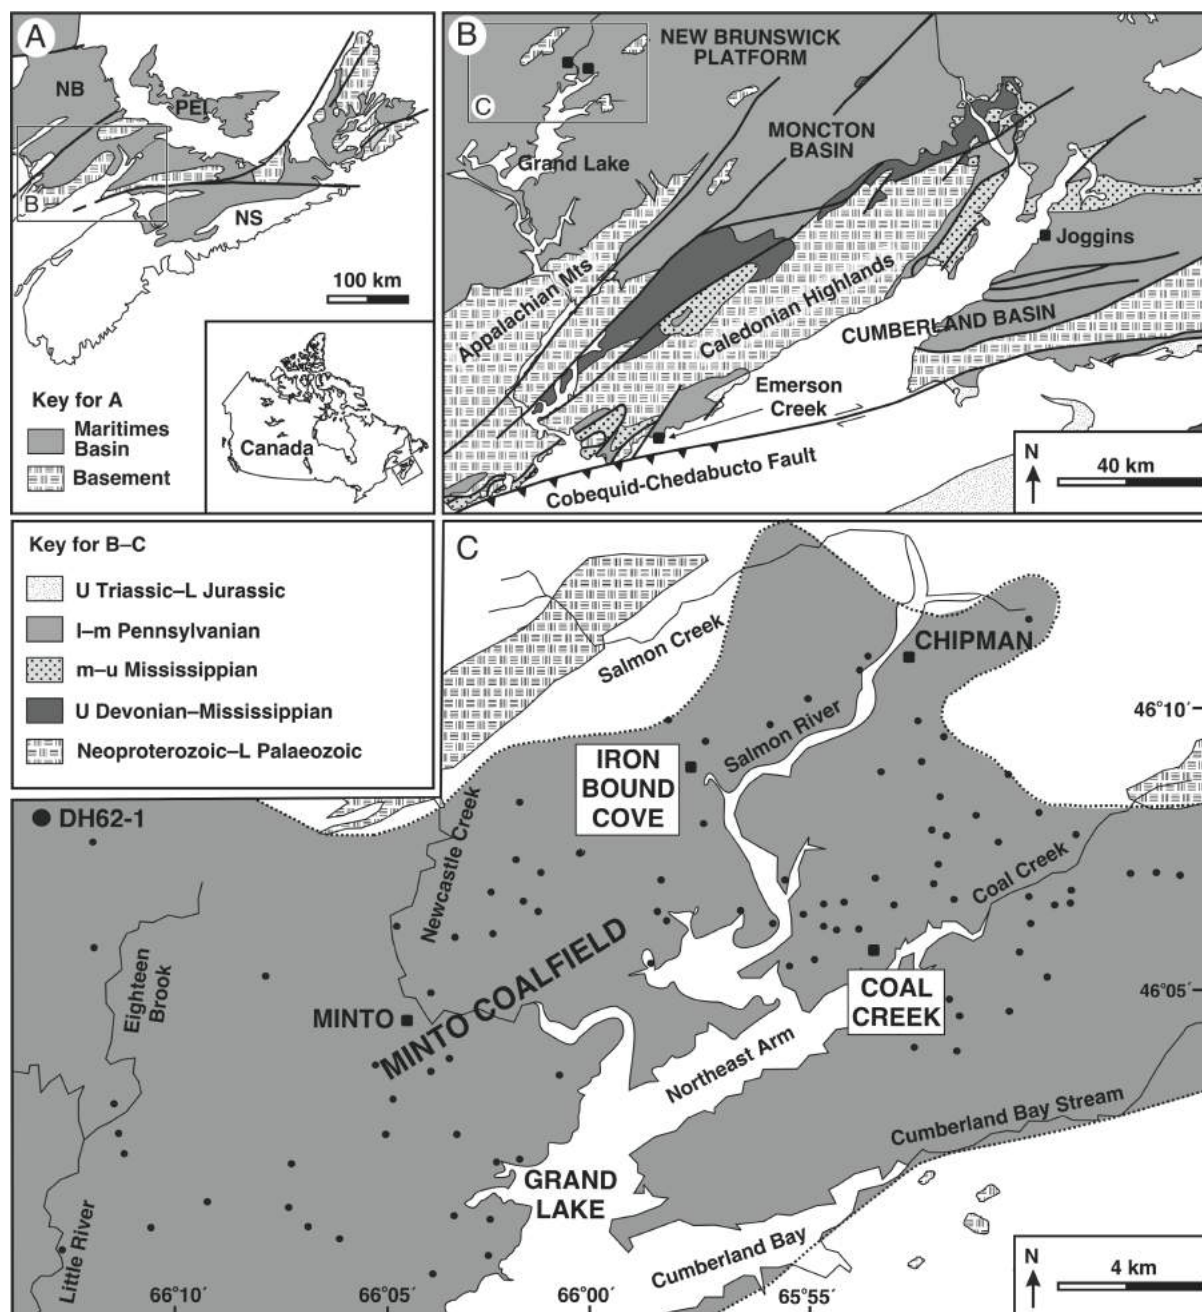 A
NB
PEI
B
NS
100 km
Key for A
Maritimes
Basin
Basement
Canada
B
NEW BRUNSWICK
PLATFORM
C
MONCTON
BASIN
Grand Lake
Joggins
Appalachian Mts
Caledonian Highlands
CUMBERLAND BASIN
Emerson
Creek
Cobequid-Chedabucto Fault
N
40 km
Key for B–C
U Triassic–L Jurassic
l–m Pennsylvanian
m–u Mississippian
U Devonian–Mississippian
Neoproterozoic–L Palaeozoic
C
Salmon Creek
CHIPMAN
46°10´
Salmon River
IRON
BOUND
COVE
DH62-1
Newcastle Creek
Coal Creek
Eighteen
Brook
MINTO COALFIELD
MINTO
COAL
CREEK
46°05´
Northeast Arm
Cumberland Bay Stream
GRAND
LAKE
Little River
Cumberland Bay
N
4 km
66°10´
66°05´
66°00´
65°55´